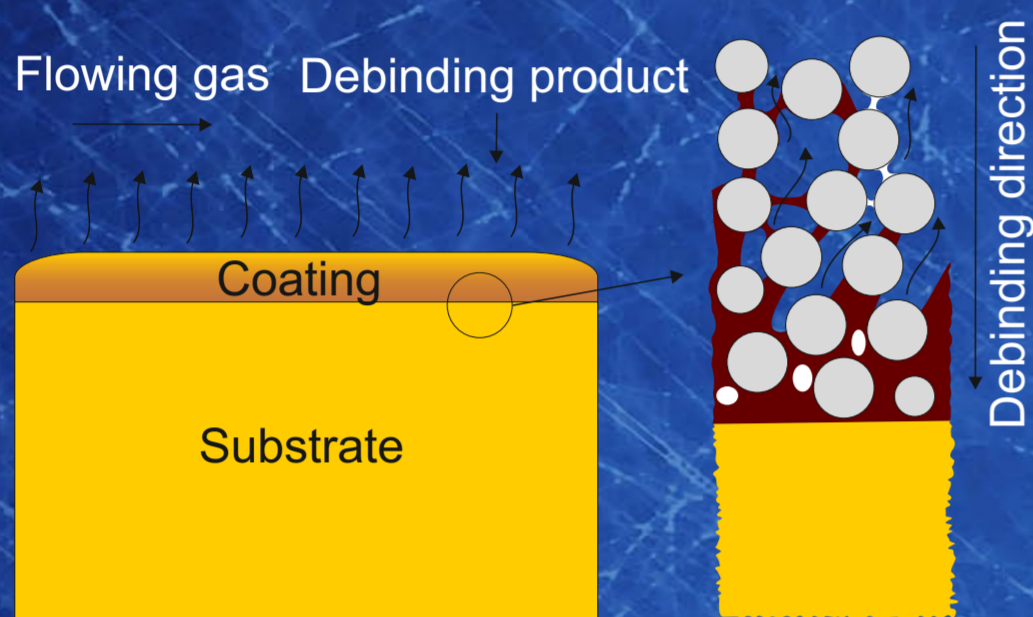 Flowing gas
Debinding product
Coating
Substrate
Debinding direction